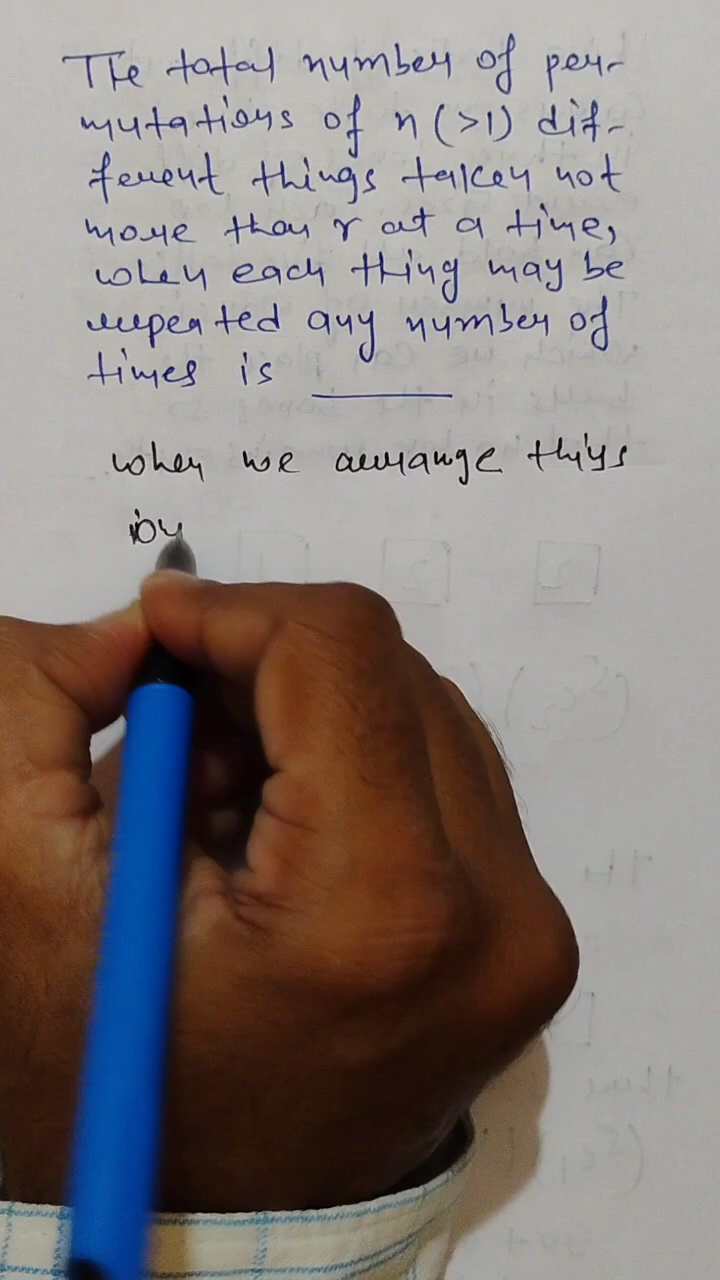 The total number of per-
mutations of n (>1) dif-
ferent things taken not
more than r at a time,
when each thing may be
repeated any number of
times is ______
when we arrange things